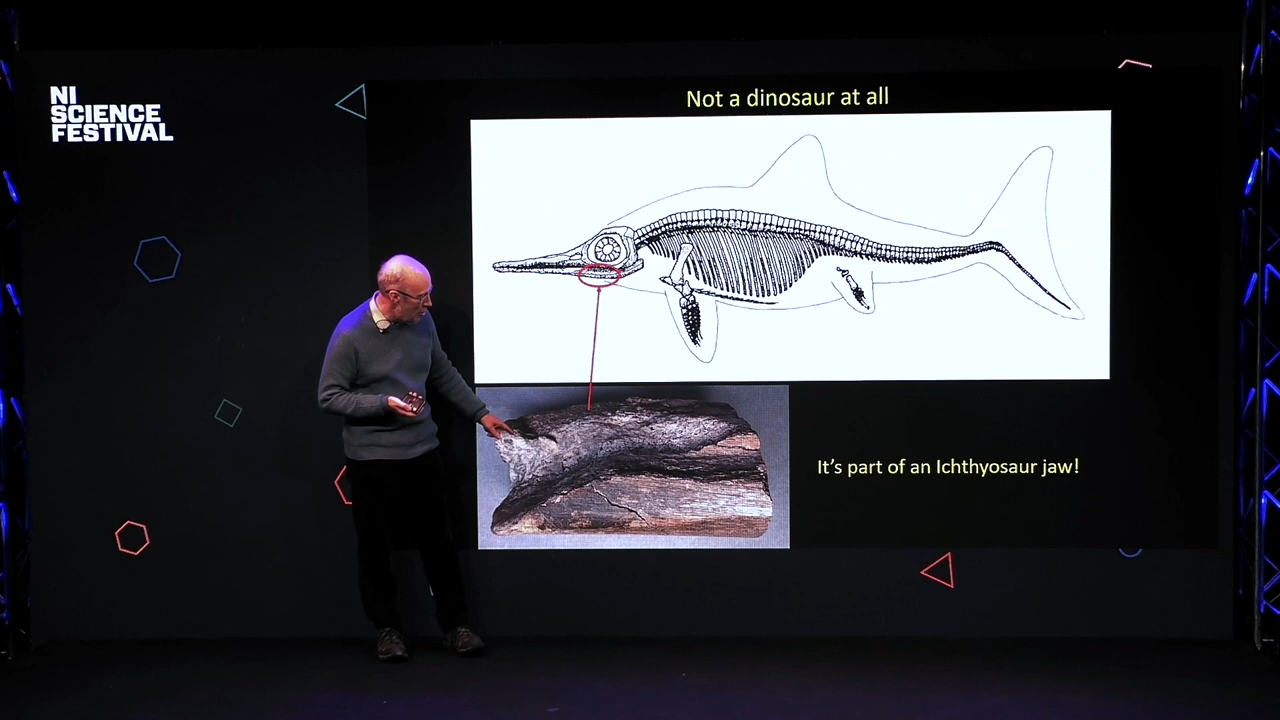 NI
SCIENCE
FESTIVAL
Not a dinosaur at all
It's part of an Ichthyosaur jaw!